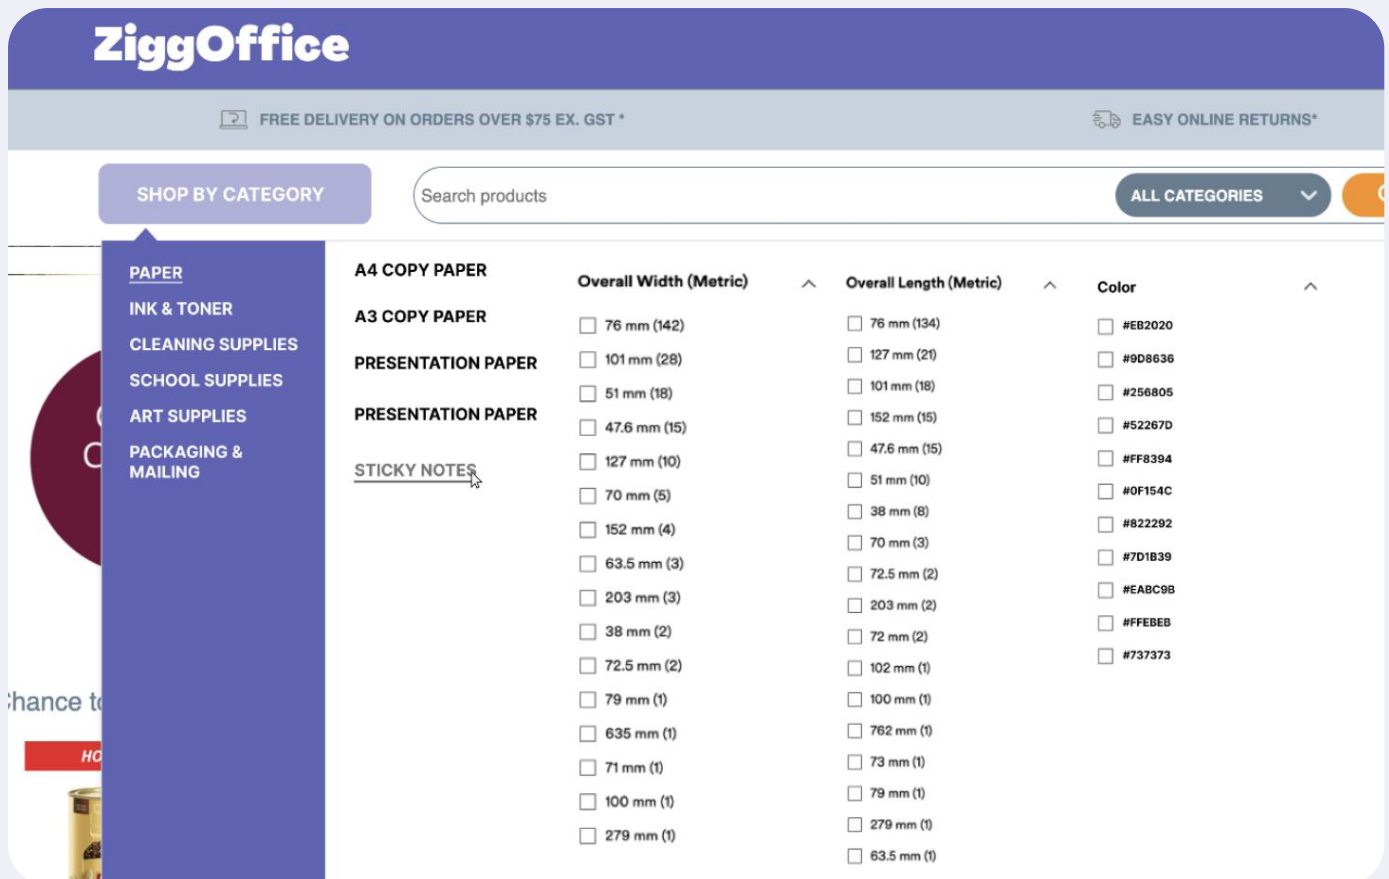 ZiggOffice
FREE DELIVERY ON ORDERS OVER $75 EX. GST *
EASY ONLINE RETURNS*
SHOP BY CATEGORY
Search products
ALL CATEGORIES
PAPER
INK & TONER
CLEANING SUPPLIES
SCHOOL SUPPLIES
ART SUPPLIES
PACKAGING &
MAILING
A4 COPY PAPER
A3 COPY PAPER
PRESENTATION PAPER
PRESENTATION PAPER
STICKY NOTES
Overall Width (Metric)
76 mm (142)
101 mm (28)
51 mm (18)
47.6 mm (15)
127 mm (10)
70 mm (5)
152 mm (4)
63.5 mm (3)
203 mm (3)
38 mm (2)
72.5 mm (2)
79 mm (1)
635 mm (1)
71 mm (1)
100 mm (1)
279 mm (1)
Overall Length (Metric)
76 mm (134)
127 mm (21)
101 mm (18)
152 mm (15)
47.6 mm (15)
51 mm (10)
38 mm (8)
70 mm (3)
72.5 mm (2)
203 mm (2)
72 mm (2)
102 mm (1)
100 mm (1)
762 mm (1)
73 mm (1)
79 mm (1)
279 mm (1)
63.5 mm (1)
Color
#EB2020
#9D8636
#256805
#52267D
#FF8394
#0F154C
#822292
#7D1B39
#EABC9B
#FFEBEB
#737373